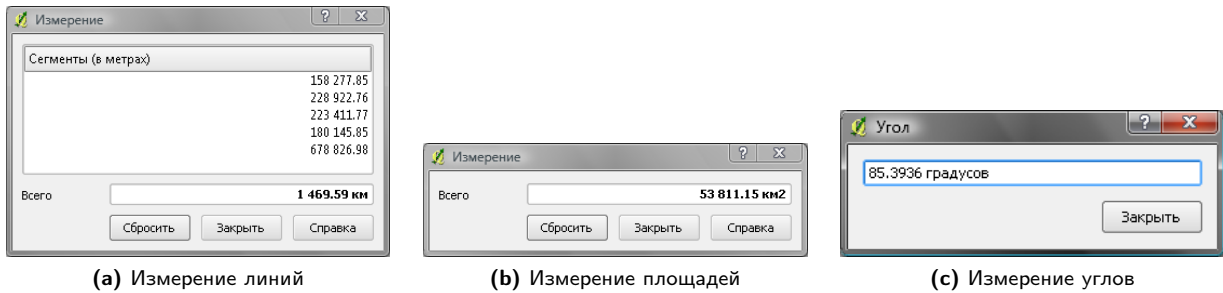 Измерение
Сегменты (в метрах)
158 277.85
228 922.76
223 411.77
180 145.85
678 826.98
Всего
1 469.59 км
Сбросить
Закрыть
Справка
(a) Измерение линий
Измерение
Всего
53 811.15 км2
Сбросить
Закрыть
Справка
(b) Измерение площадей
Угол
85.3936 градусов
Закрыть
(c) Измерение углов